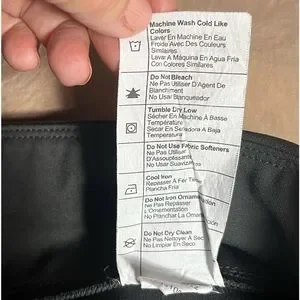 Machine Wash Cold Like
Colors
Laver En Machine En Eau
Froide Avec Des Couleurs
Similaires
Lavar A Máquina En Agua Fria
Con Colores Similares
Do Not Bleach
Ne Pas Utiliser D'Agent De
Blanchiment
No Usar Blanqueador
Tumble Dry Low
Sécher En Machine À Basse
Température
Secar En Secadora A Baja
Temperatura
Do Not Use Fabric Softeners
Ne Pas Utiliser
D'Assouplissants
No Usar
Cool Iron
Repasser À Fer
Plancha Fria
Do Not Iron
Ne Pas Repasser
L'Ornementation
No Planchar La
Do Not Dry Clean
Ne Pas Nettoyer À Sec
No Limpiar En Seco